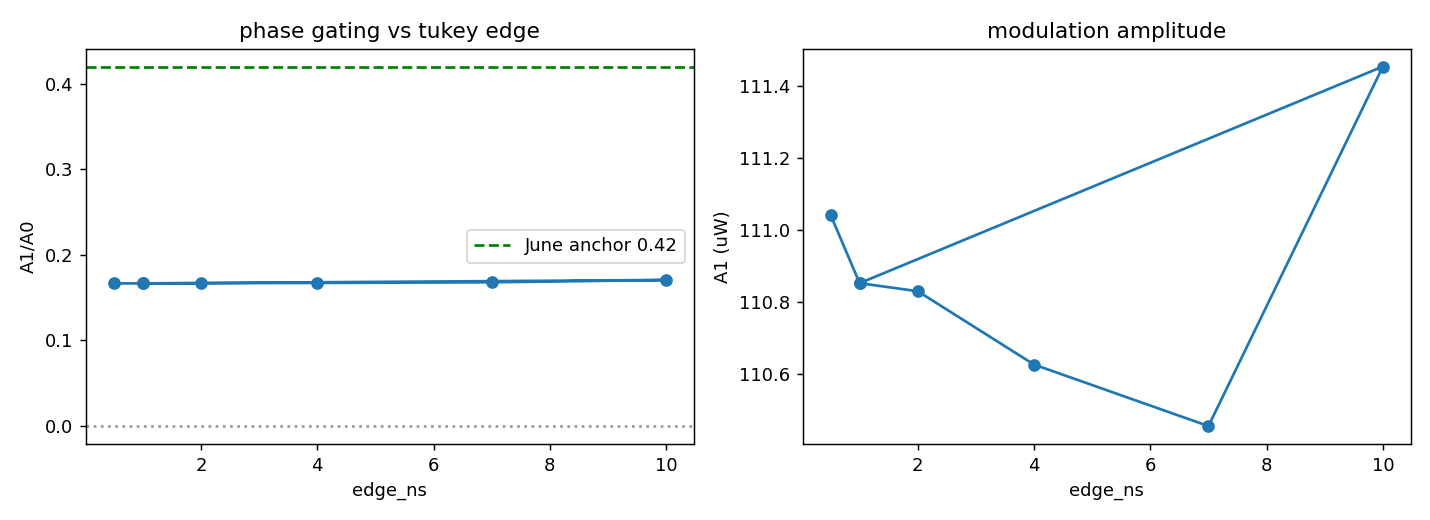 phase gating vs tukey edge
A1/A0
0.4
0.3
0.2
0.1
0.0
June anchor 0.42
2
4
6
8
10
edge_ns
modulation amplitude
A1 (uW)
111.4
111.2
111.0
110.8
110.6
2
4
6
8
10
edge_ns